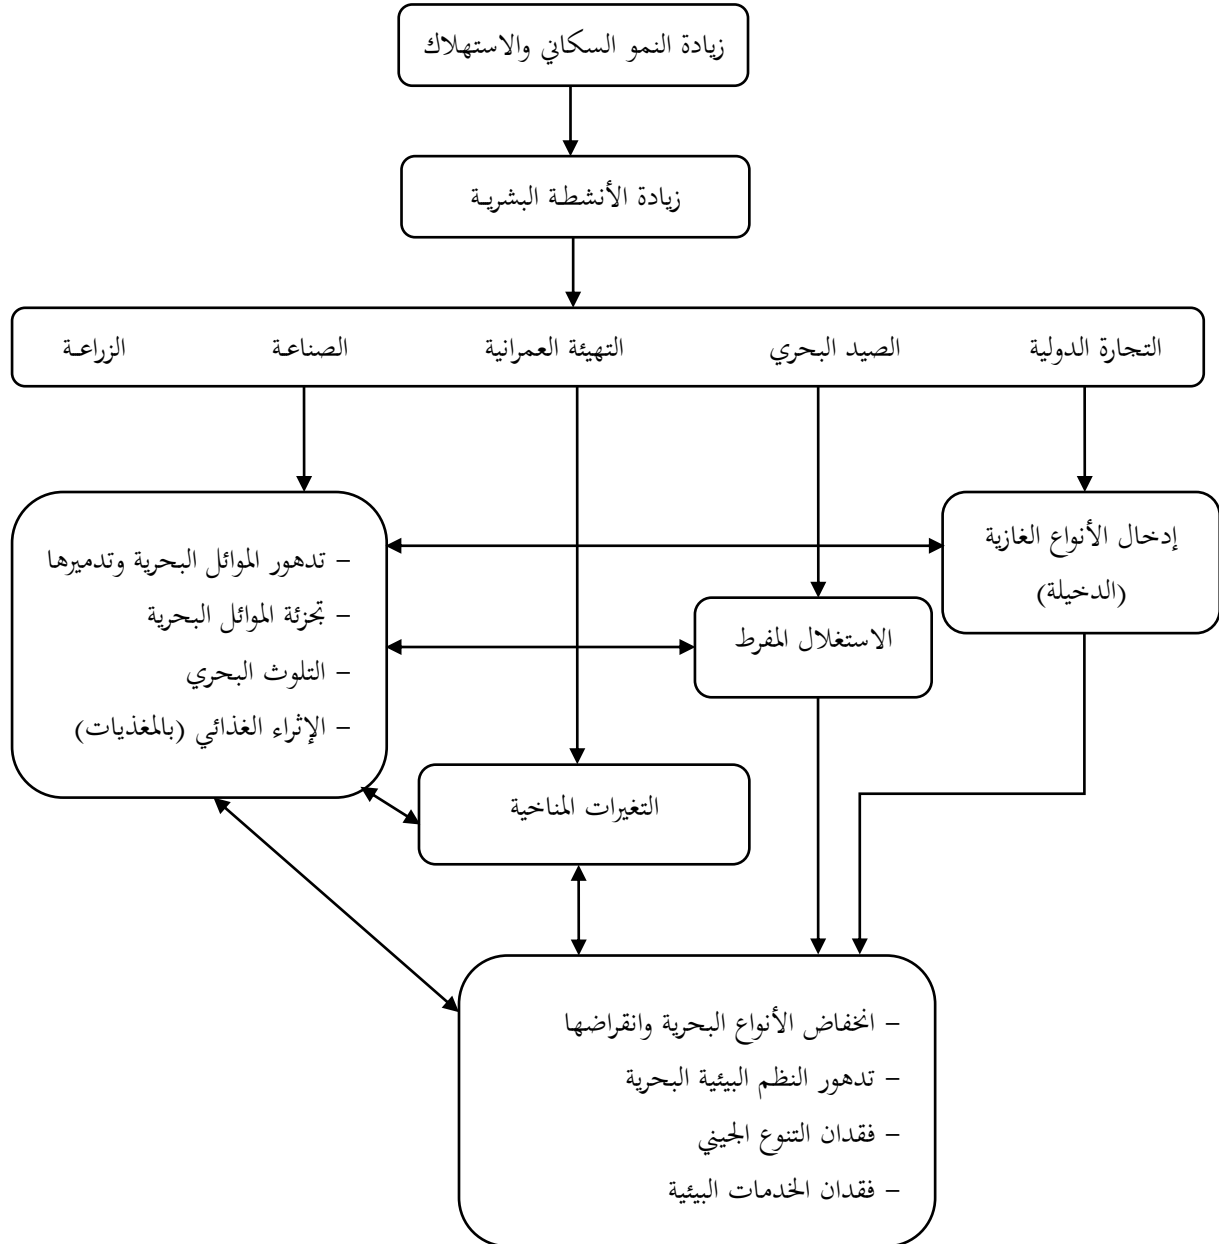 زيادة النمو السكاني والاستهلاك
زيادة الأنشطة البشرية
التجارة الدولية
الصيد البحري
التهيئة العمرانية
الصناعة
الزراعة
إدخال الأنواع الغازية
(الدخيلة)
– تدهور الموائل البحرية وتدميرها
– تجزئة الموائل البحرية
– التلوث البحري
– الإثراء الغذائي (بالمغذيات)
الاستغلال المفرط
التغيرات المناخية
– انخفاض الأنواع البحرية وانقراضها
– تدهور النظم البيئية البحرية
– فقدان التنوع الجيني
– فقدان الخدمات البيئية